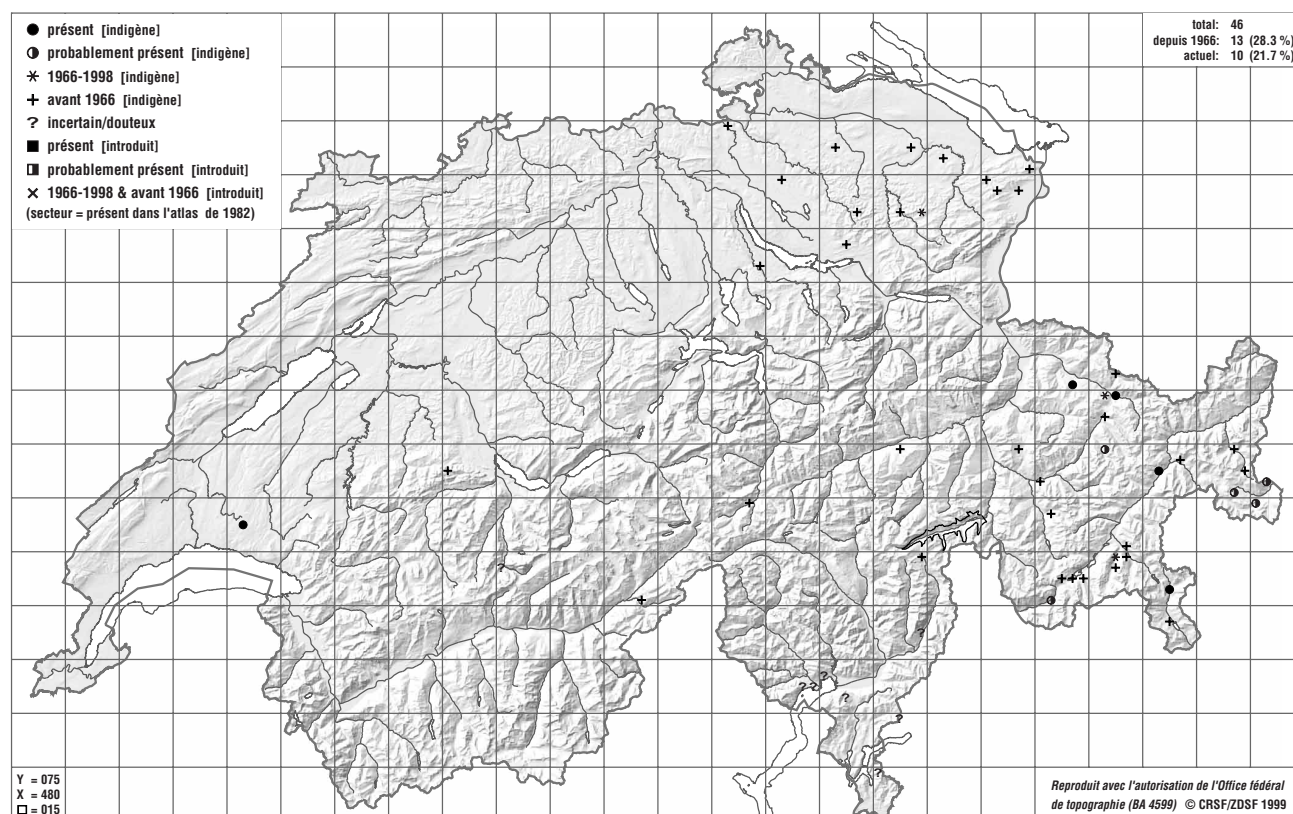 ● présent [indigène]
◑ probablement présent [indigène]
✳ 1966-1998 [indigène]
+ avant 1966 [indigène]
? incertain/douteux
■ présent [introduit]
◨ probablement présent [introduit]
× 1966-1998 & avant 1966 [introduit]
(secteur = présent dans l'atlas de 1982)
total: 46
depuis 1966: 13 (28.3 %)
actuel: 10 (21.7 %)
Y = 075
X = 480
□ = 015
Reproduit avec l'autorisation de l'Office fédéral
de topographie (BA 4599) © CRSF/ZDSF 1999